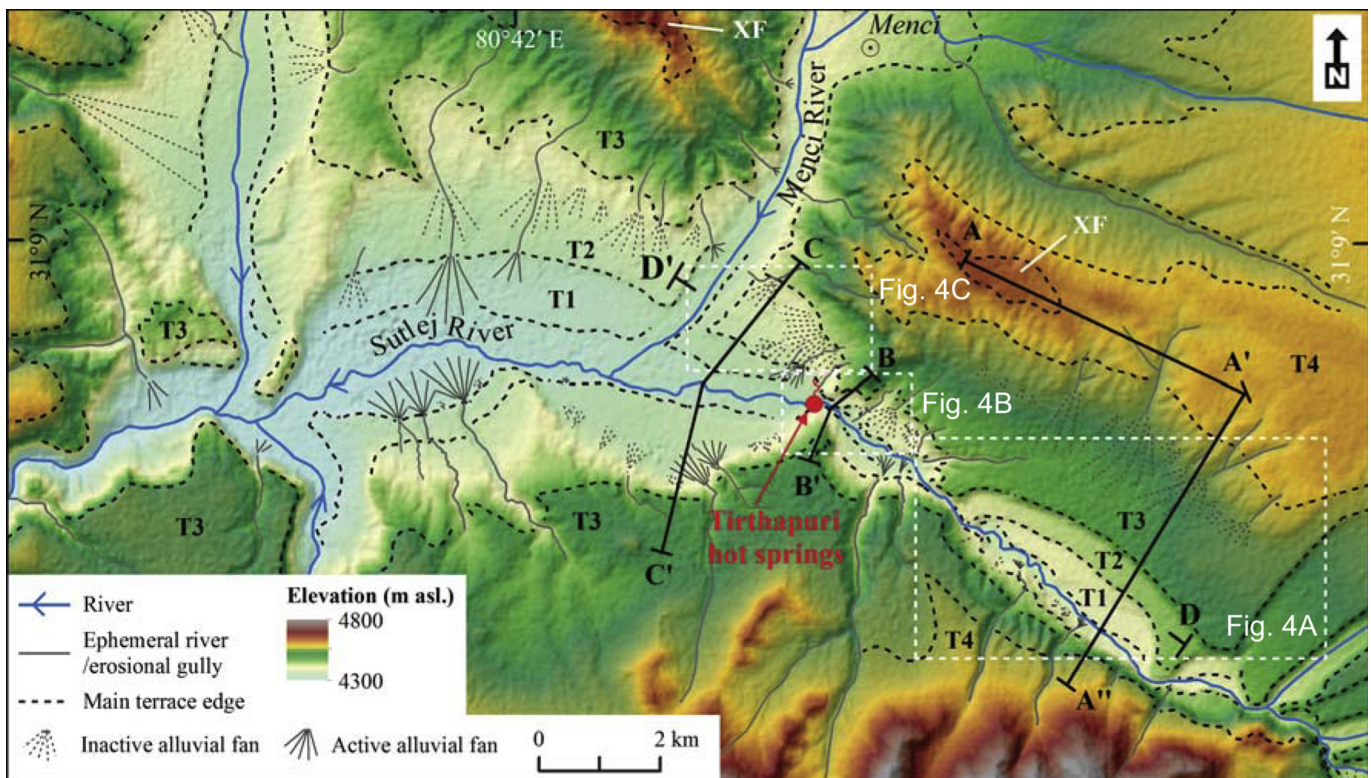 XF
Menci
80°42' E
N
T3
Menci River
31°9' N
XF
A
31°9' N
T2
D'
C
Fig. 4C
T1
T3
Sutlej River
B
A'
T4
Fig. 4B
B'
T3
Tirthapuri
hot springs
T3
T3
C'
T2
T1
D
Fig. 4A
T4
A''
River
Ephemeral river
/erosional gully
Main terrace edge
Inactive alluvial fan
Active alluvial fan
Elevation (m asl.)
4800
4300
0 2 km